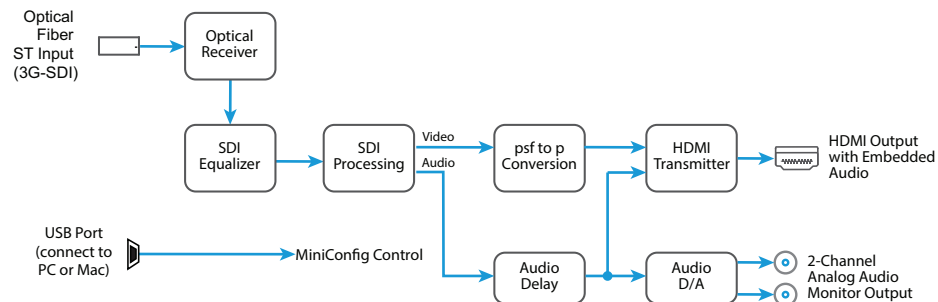 Optical
Fiber
ST Input
(3G-SDI)
Optical
Receiver
SDI
Equalizer
SDI
Processing
Video
Audio
psf to p
Conversion
HDMI
Transmitter
HDMI Output
with Embedded
Audio
USB Port
(connect to
PC or Mac)
MiniConfig Control
Audio
Delay
Audio
D/A
2-Channel
Analog Audio
Monitor Output